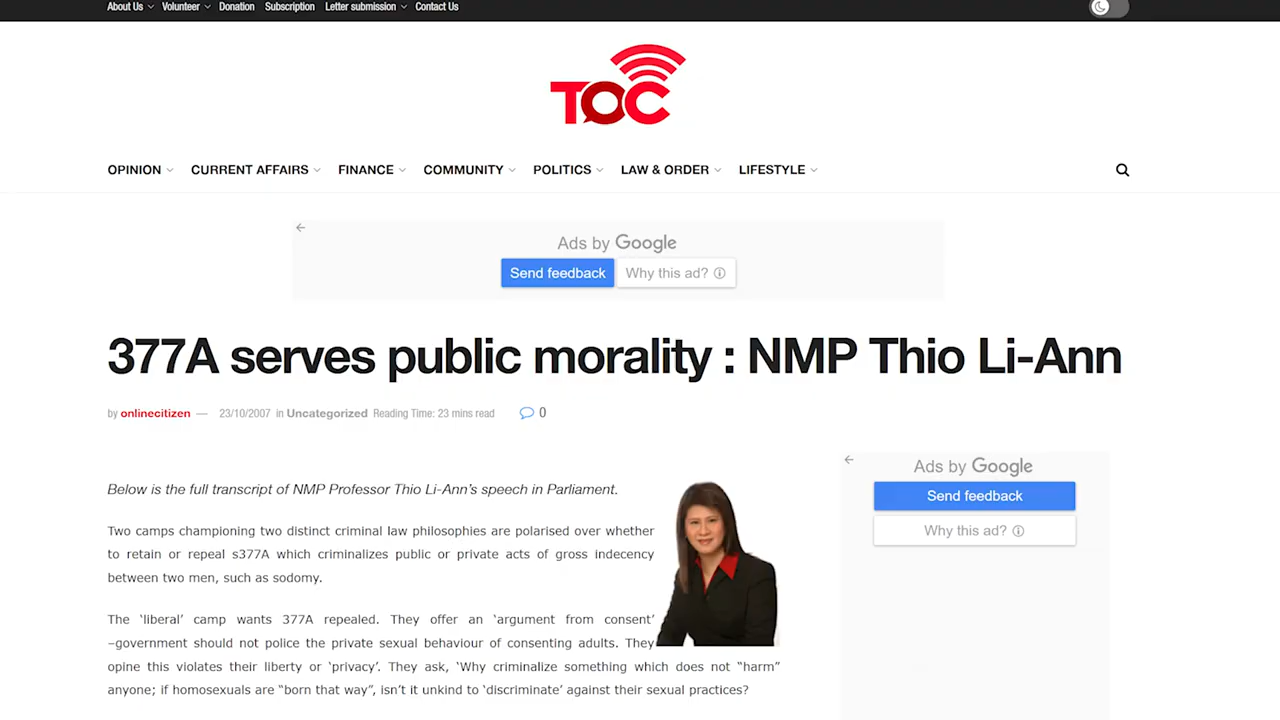 About Us Volunteer Donation Subscription Letter submission Contact Us
TOC
OPINION CURRENT AFFAIRS FINANCE COMMUNITY POLITICS LAW & ORDER LIFESTYLE
Ads by Google
Send feedback Why this ad?
377A serves public morality : NMP Thio Li-Ann
by onlinecitizen — 23/10/2007 in Uncategorized Reading Time: 23 mins read 0
Below is the full transcript of NMP Professor Thio Li-Ann's speech in Parliament.
Two camps championing two distinct criminal law philosophies are polarised over whether
to retain or repeal s377A which criminalizes public or private acts of gross indecency
between two men, such as sodomy.
The ‘liberal’ camp wants 377A repealed. They offer an ‘argument from consent’
–government should not police the private sexual behaviour of consenting adults. They
opine this violates their liberty or ‘privacy’. They ask, ‘Why criminalize something which does not “harm”
anyone; if homosexuals are “born that way”, isn’t it unkind to ‘discriminate’ against their sexual practices?
Ads by Google
Send feedback
Why this ad?